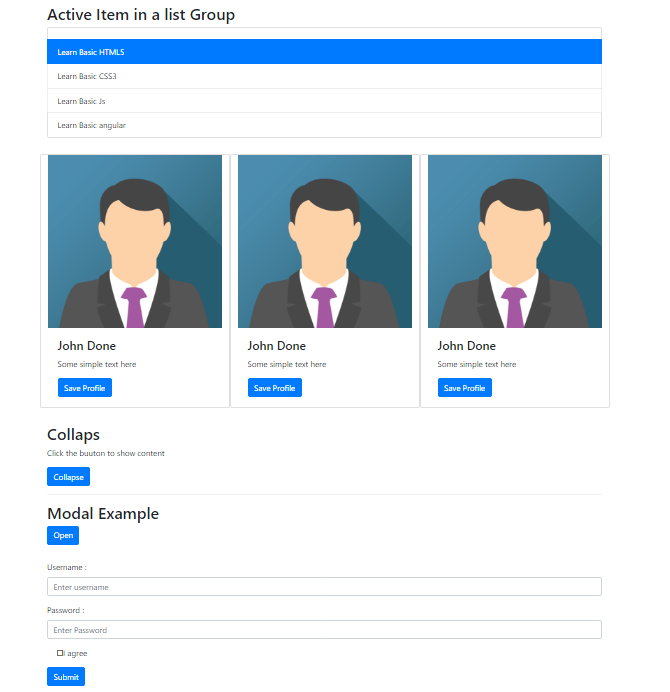 Active Item in a list Group
Learn Basic HTML5
Learn Basic CSS3
Learn Basic Js
Learn Basic angular
John Done
John Done
John Done
Some simple text here
Some simple text here
Some simple text here
Save Profile
Save Profile
Save Profile
Collaps
Click the buuton to show content
Collapse
Modal Example
Open
Username :
Enter username
Password :
Enter Password
I agree
Submit